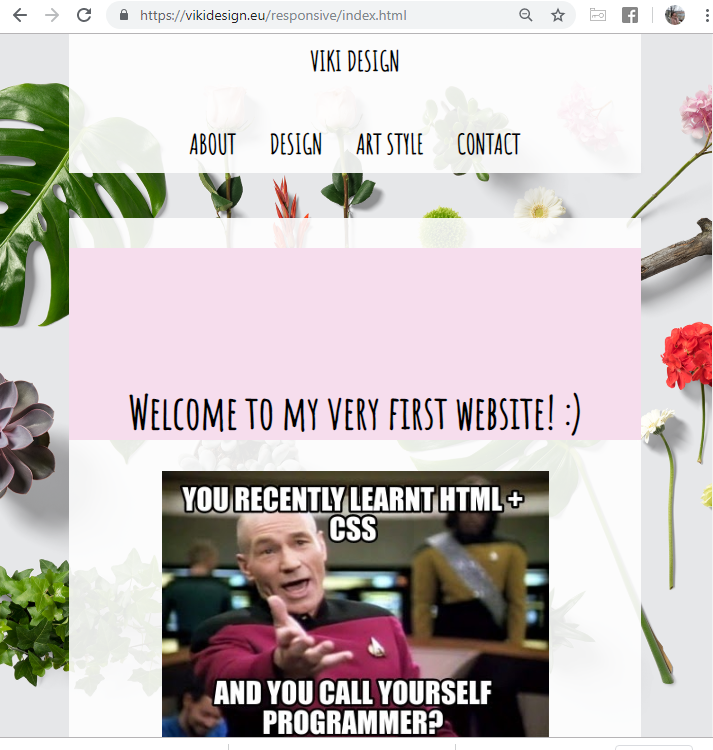 https://vikidesign.eu/responsive/index.html
VIKI DESIGN
ABOUT DESIGN ART STYLE CONTACT
Welcome to my very first website! :)
YOU RECENTLY LEARNT HTML +
CSS
AND YOU CALL YOURSELF
PROGRAMMER?